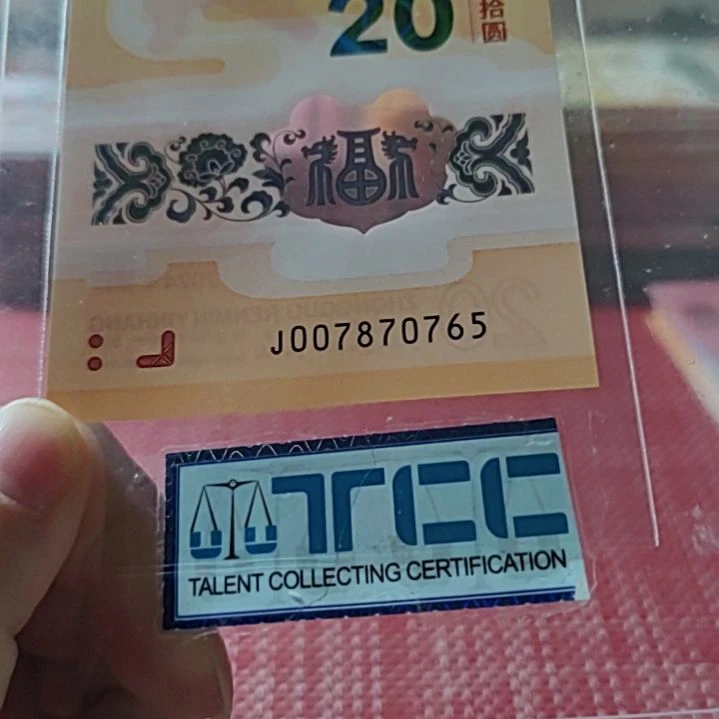 20
拾圆
福
J007870765
TCC
TALENT COLLECTING CERTIFICATION